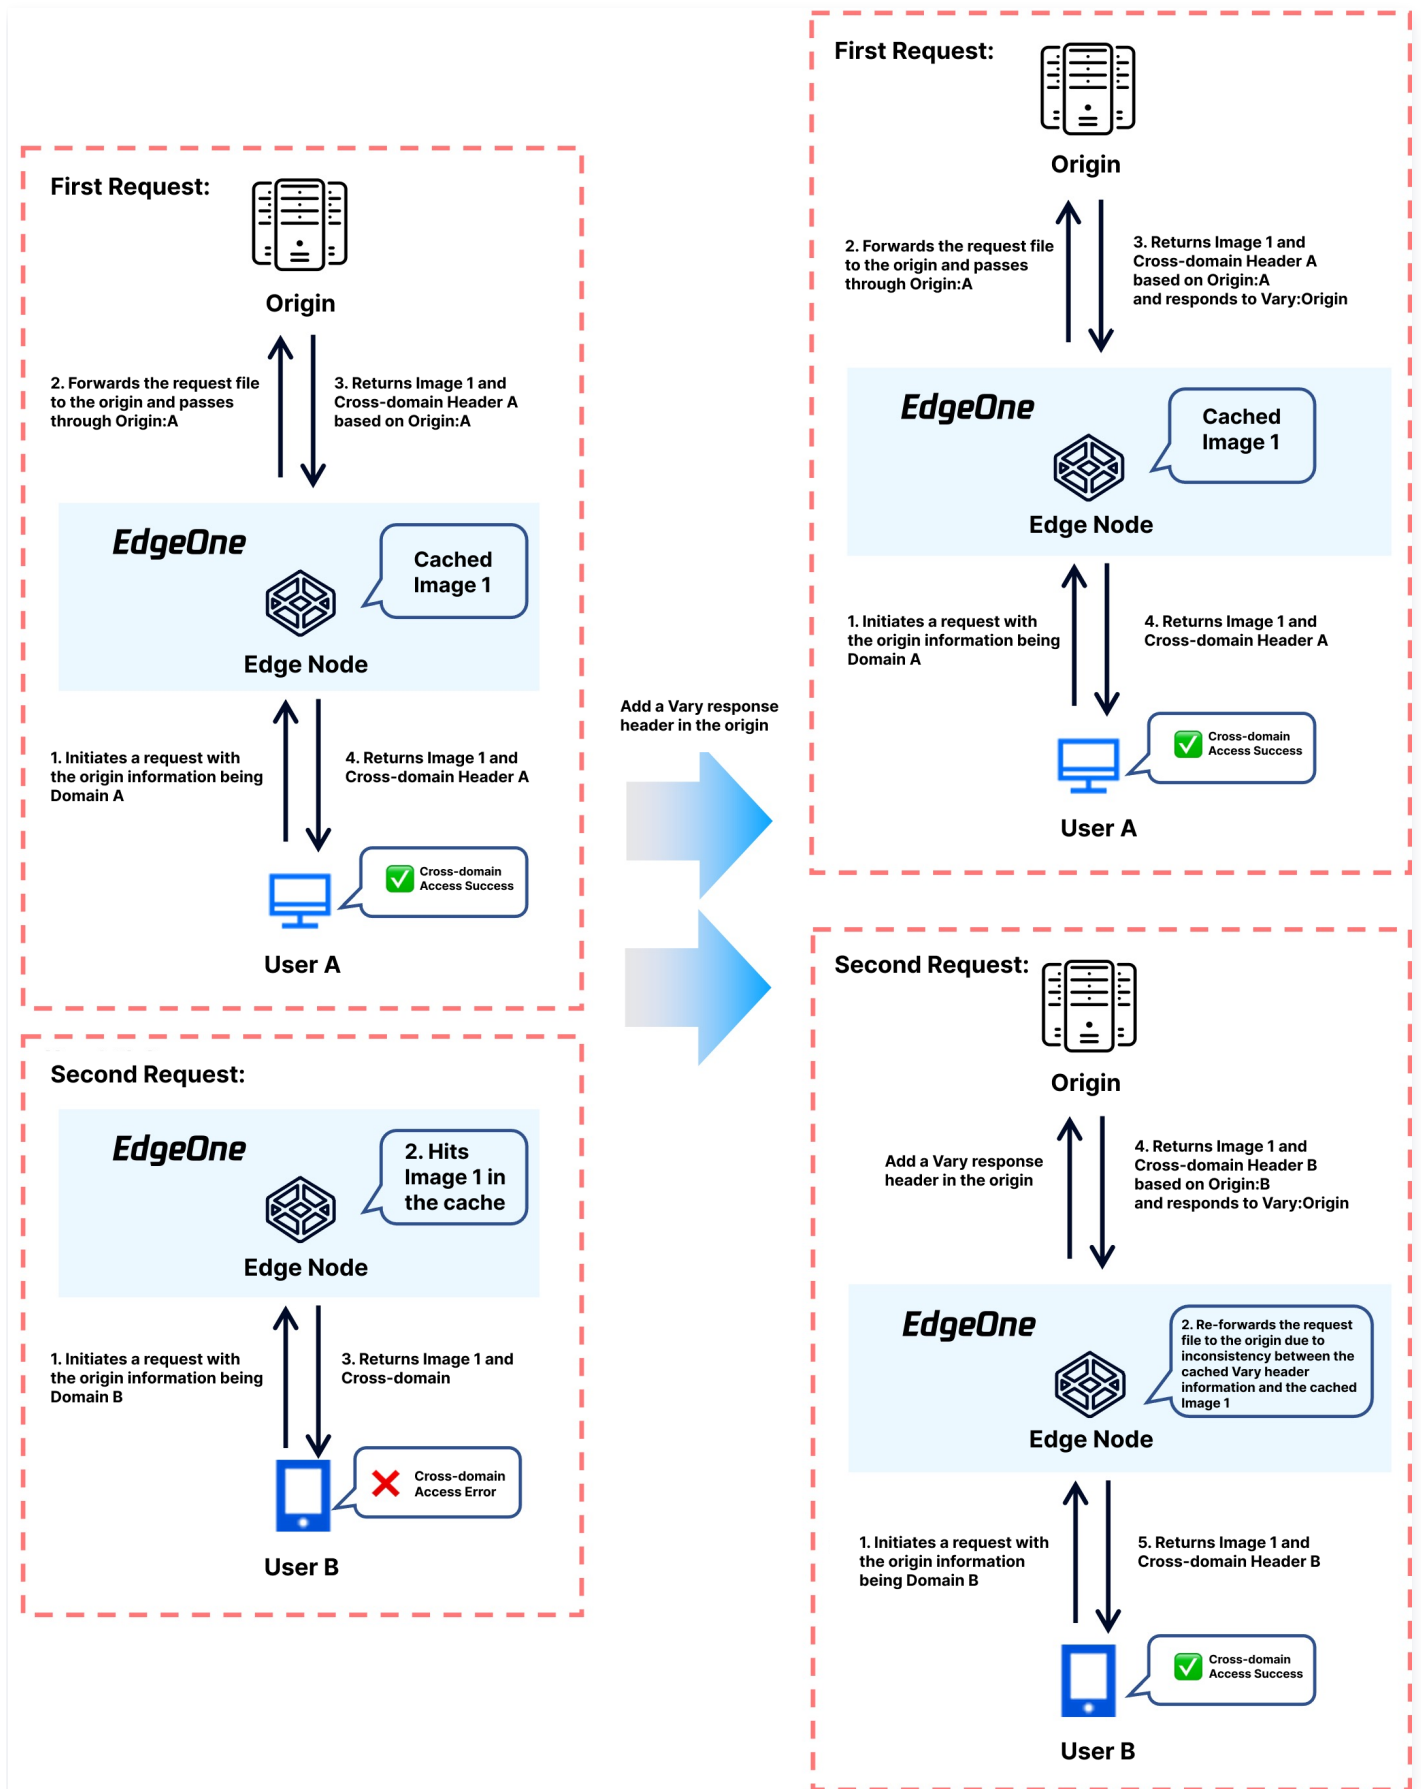 First Request:
Origin
2. Forwards the request file
to the origin and passes
through Origin:A
3. Returns Image 1 and
Cross-domain Header A
based on Origin:A
EdgeOne
Cached
Image 1
Edge Node
1. Initiates a request with
the origin information being
Domain A
4. Returns Image 1 and
Cross-domain Header A
Cross-domain
Access Success
User A
Second Request:
EdgeOne
2. Hits
Image 1 in
the cache
Edge Node
1. Initiates a request with
the origin information being
Domain B
3. Returns Image 1 and
Cross-domain
Cross-domain
Access Error
User B
Add a Vary response
header in the origin
First Request:
Origin
2. Forwards the request file
to the origin and passes
through Origin:A
3. Returns Image 1 and
Cross-domain Header A
based on Origin:A
and responds to Vary:Origin
EdgeOne
Cached
Image 1
Edge Node
1. Initiates a request with
the origin information being
Domain A
4. Returns Image 1 and
Cross-domain Header A
Cross-domain
Access Success
User A
Second Request:
Origin
Add a Vary response
header in the origin
4. Returns Image 1 and
Cross-domain Header B
based on Origin:B
and responds to Vary:Origin
EdgeOne
2. Re-forwards the request
file to the origin due to
inconsistency between the
cached Vary header
information and the cached
Image 1
Edge Node
1. Initiates a request with
the origin information
being Domain B
5. Returns Image 1 and
Cross-domain Header B
Cross-domain
Access Success
User B